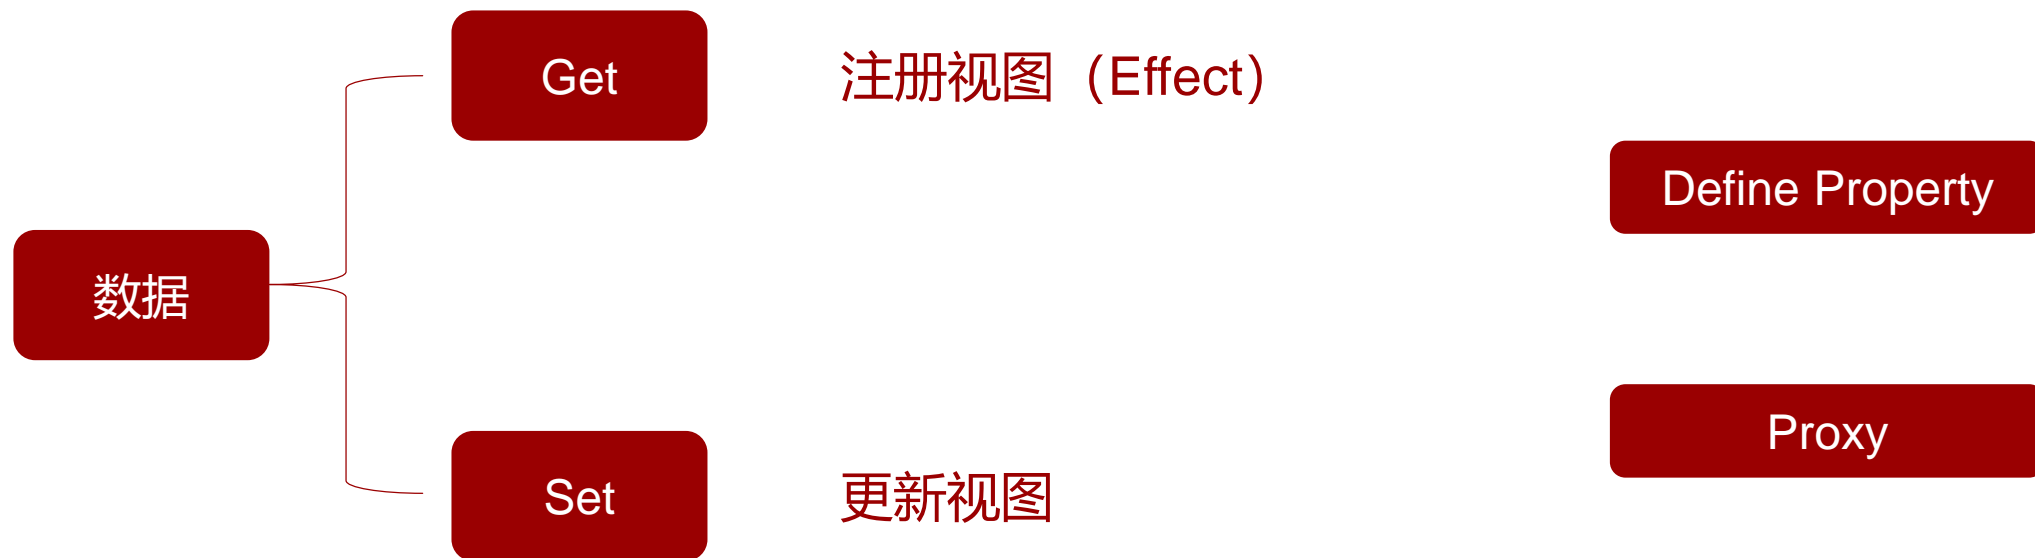 Get
注册视图（Effect）
Define Property
数据
Proxy
Set
更新视图